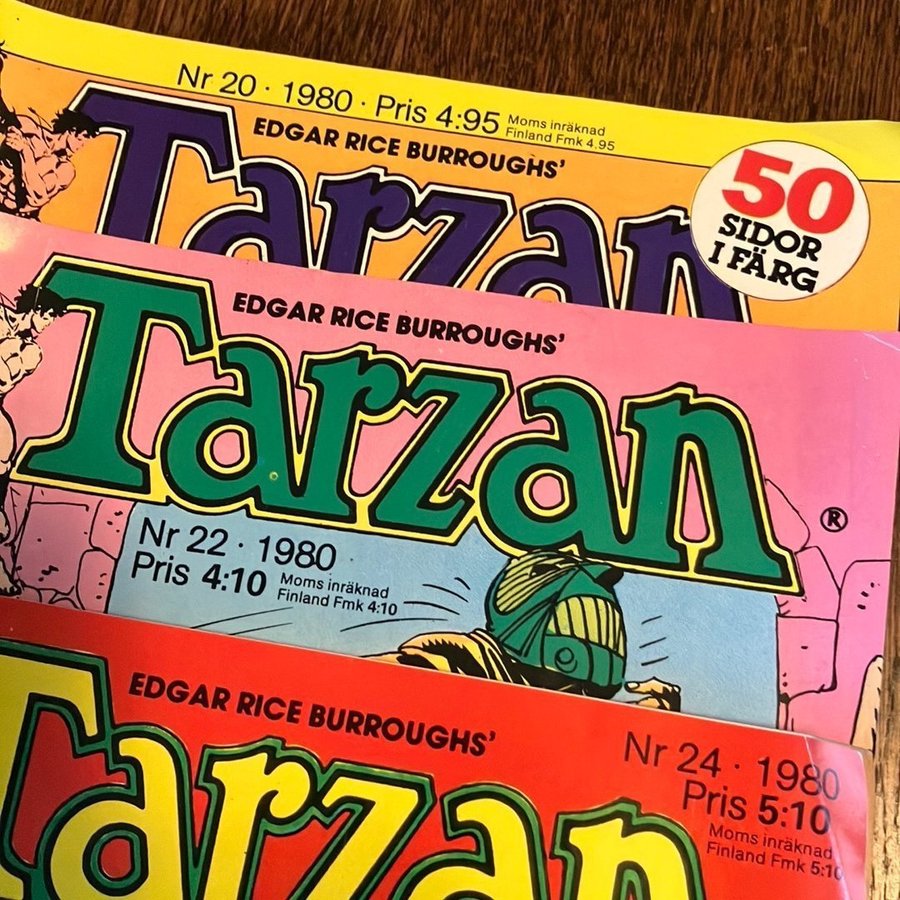 Nr 20 · 1980 · Pris 4:95 Moms inräknad
Finland Fmk 4.95
EDGAR RICE BURROUGHS'
Tarzan
50
SIDOR
I FÄRG
EDGAR RICE BURROUGHS'
Tarzan
®
Nr 22 · 1980
Pris 4:10 Moms inräknad
Finland Fmk 4:10
EDGAR RICE BURROUGHS'
Tarzan
Nr 24 · 1980
Pris 5:10
Moms inräknad
Finland Fmk 5:10